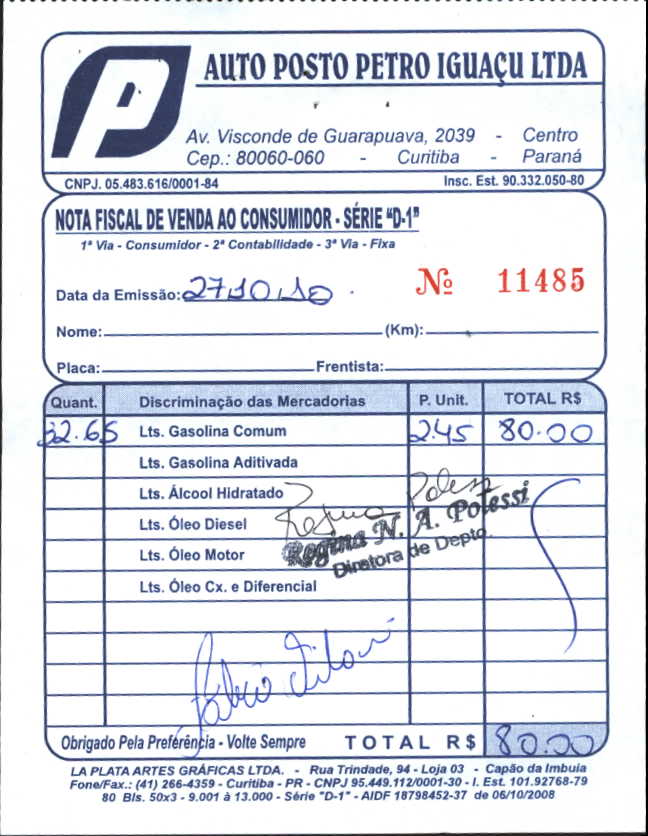 P
AUTO POSTO PETRO IGUAÇU LTDA
Av. Visconde de Guarapuava, 2039 - Centro
Cep.: 80060-060 - Curitiba - Paraná
CNPJ. 05.483.616/0001-84 Insc. Est. 90.332.050-80
NOTA FISCAL DE VENDA AO CONSUMIDOR - SÉRIE "D-1"
1ª Via - Consumidor - 2ª Contabilidade - 3ª Via - Fixa
Data da Emissão: 27 10 10 Nº 11485
Nome: (Km):
Placa: Frentista:
Quant. Discriminação das Mercadorias P. Unit. TOTAL R$
32.65 Lts. Gasolina Comum 2.45 80.00
Lts. Gasolina Aditivada
Lts. Álcool Hidratado
Lts. Óleo Diesel
Regina N. A. Polessi
Diretora de Depto.
Lts. Óleo Motor
Lts. Óleo Cx. e Diferencial
Obrigado Pela Preferência - Volte Sempre TOTAL R$ 80.00
LA PLATA ARTES GRÁFICAS LTDA. - Rua Trindade, 94 - Loja 03 - Capão da Imbuia
Fone/Fax.: (41) 266-4359 - Curitiba - PR - CNPJ 95.449.112/0001-30 - I. Est. 101.92768-79
80 Bls. 50x3 - 9.001 à 13.000 - Série "D-1" - AIDF 18798452-37 de 06/10/2008